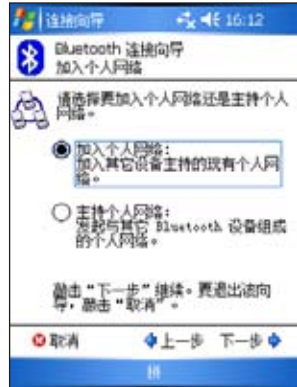 连接向导 16:12
Bluetooth 连接向导
加入个人网络
请选择要加入个人网络还是主持个人
网络。
加入个人网络:
加入其它设备主持的现有个人网
络。
主持个人网络:
发起与其它 Bluetooth 设备组成
的个人网络。
敲击“下一步”继续。要退出该向
导，敲击“取消”。
取消 上一步 下一步
拼